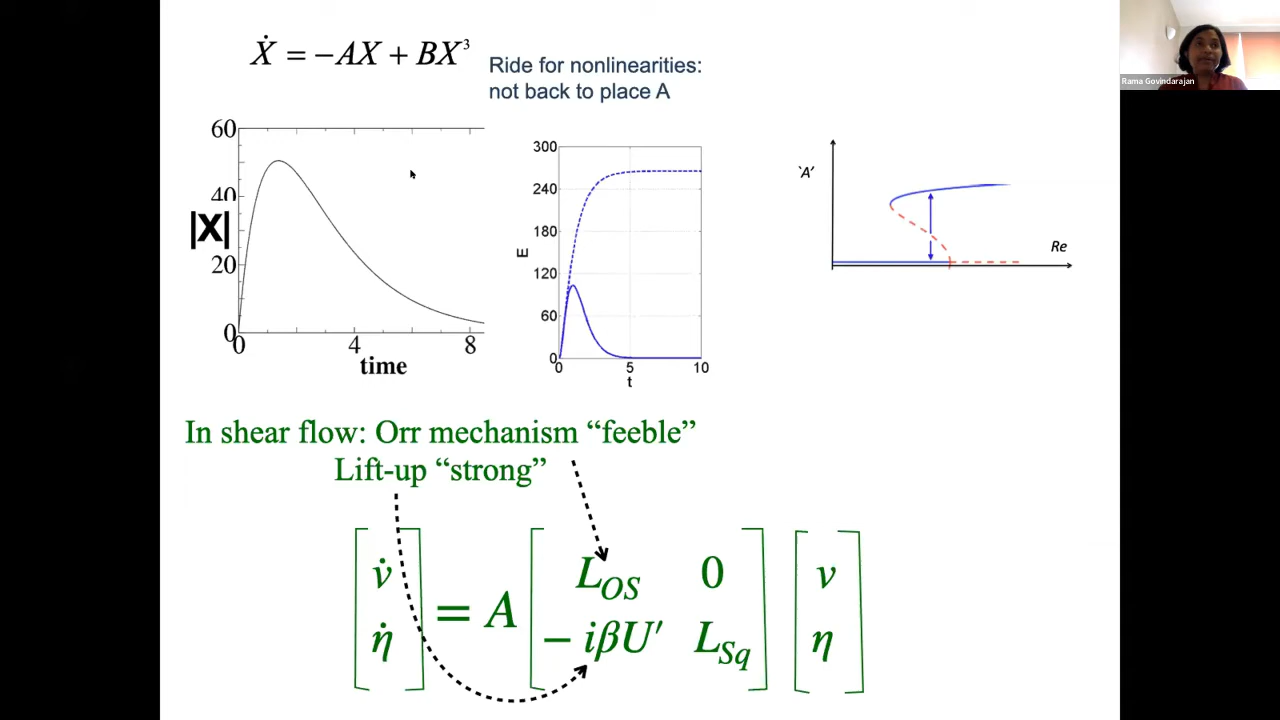 Ẋ = −AX + BX³
Ride for nonlinearities:
not back to place A
Rama Govindarajan
60
40
20
0
|X|
0 4 8
time
300
240
180
120
60
0
E
0 5 10
t
`A'
Re
In shear flow: Orr mechanism “feeble”
Lift-up “strong”
[v̇ η̇] = A [L_OS 0; −iβU′ L_Sq] [v η]